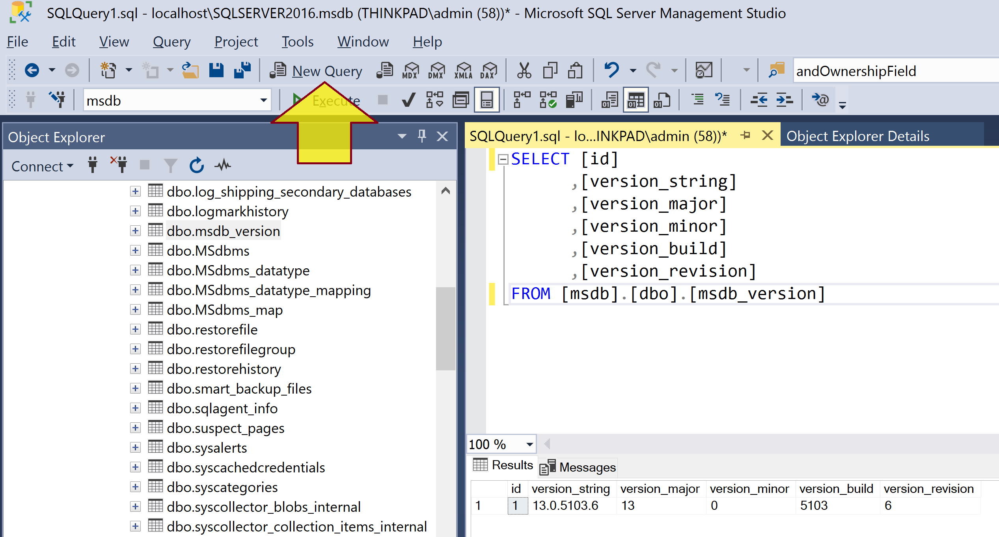 SQLQuery1.sql - localhost\SQLSERVER2016.msdb (THINKPAD\admin (58))* - Microsoft SQL Server Management Studio
File Edit View Query Project Tools Window Help
New Query MDX DMX XMLA DAX andOwnershipField
msdb Execute
Object Explorer
Connect
dbo.log_shipping_secondary_databases
dbo.logmarkhistory
dbo.msdb_version
dbo.MSdbms
dbo.MSdbms_datatype
dbo.MSdbms_datatype_mapping
dbo.MSdbms_map
dbo.restorefile
dbo.restorefilegroup
dbo.restorehistory
dbo.smart_backup_files
dbo.sqlagent_info
dbo.suspect_pages
dbo.sysalerts
dbo.syscachedcredentials
dbo.syscategories
dbo.syscollector_blobs_internal
dbo.syscollector_collection_items_internal
SQLQuery1.sql - lo...INKPAD\admin (58))* Object Explorer Details
SELECT [id]
,[version_string]
,[version_major]
,[version_minor]
,[version_build]
,[version_revision]
FROM [msdb].[dbo].[msdb_version]
100 %
Results Messages
id version_string version_major version_minor version_build version_revision
1 1 13.0.5103.6 13 0 5103 6